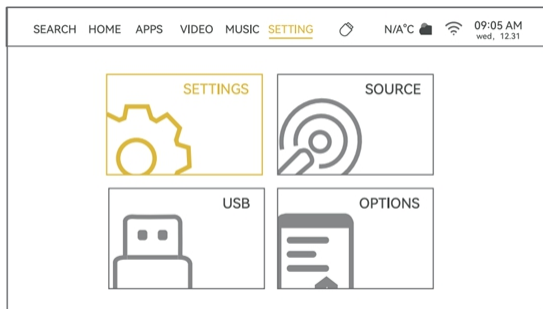 SEARCH HOME APPS VIDEO MUSIC SETTING N/A°C 09:05 AM
wed, 12.31
SETTINGS SOURCE
USB OPTIONS